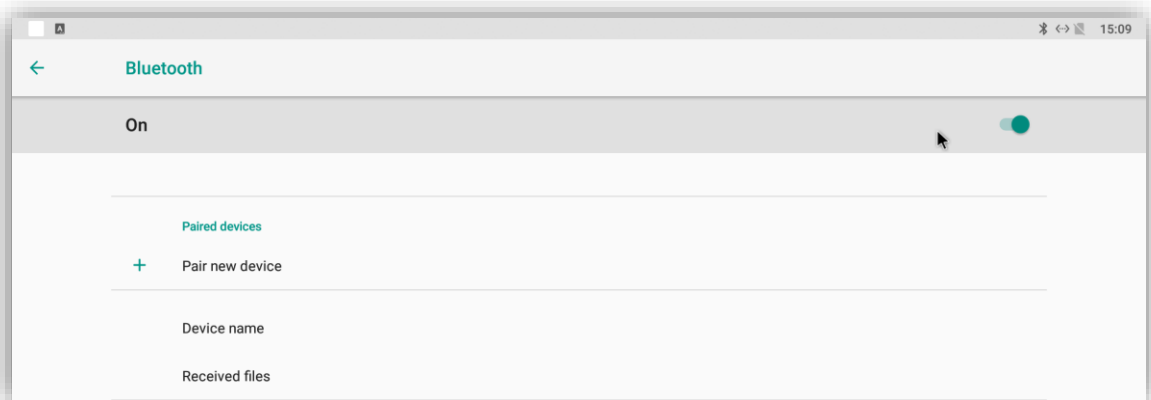 A
15:09
Bluetooth
On
Paired devices
+ Pair new device
Device name
Received files